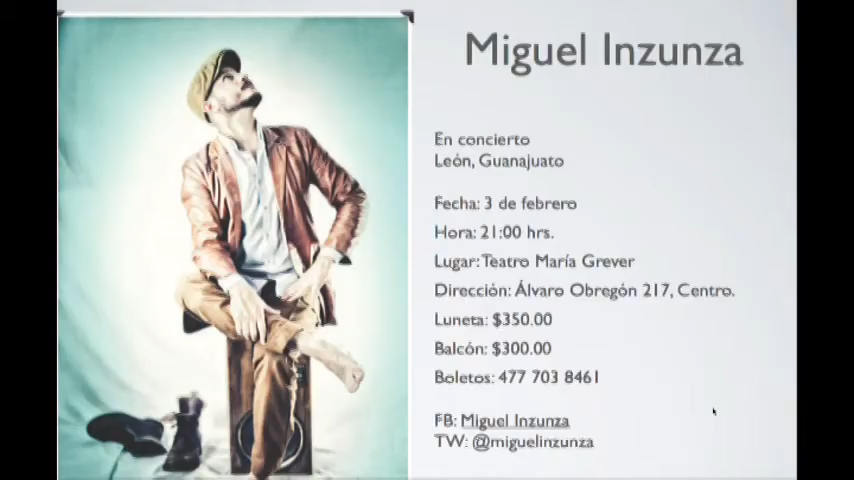 Miguel Inzunza
En concierto
León, Guanajuato
Fecha: 3 de febrero
Hora: 21:00 hrs.
Lugar: Teatro María Grever
Dirección: Álvaro Obregón 217, Centro.
Luneta: $350.00
Balcón: $300.00
Boletos: 477 703 8461
FB: Miguel Inzunza
TW: @miguelinzunza